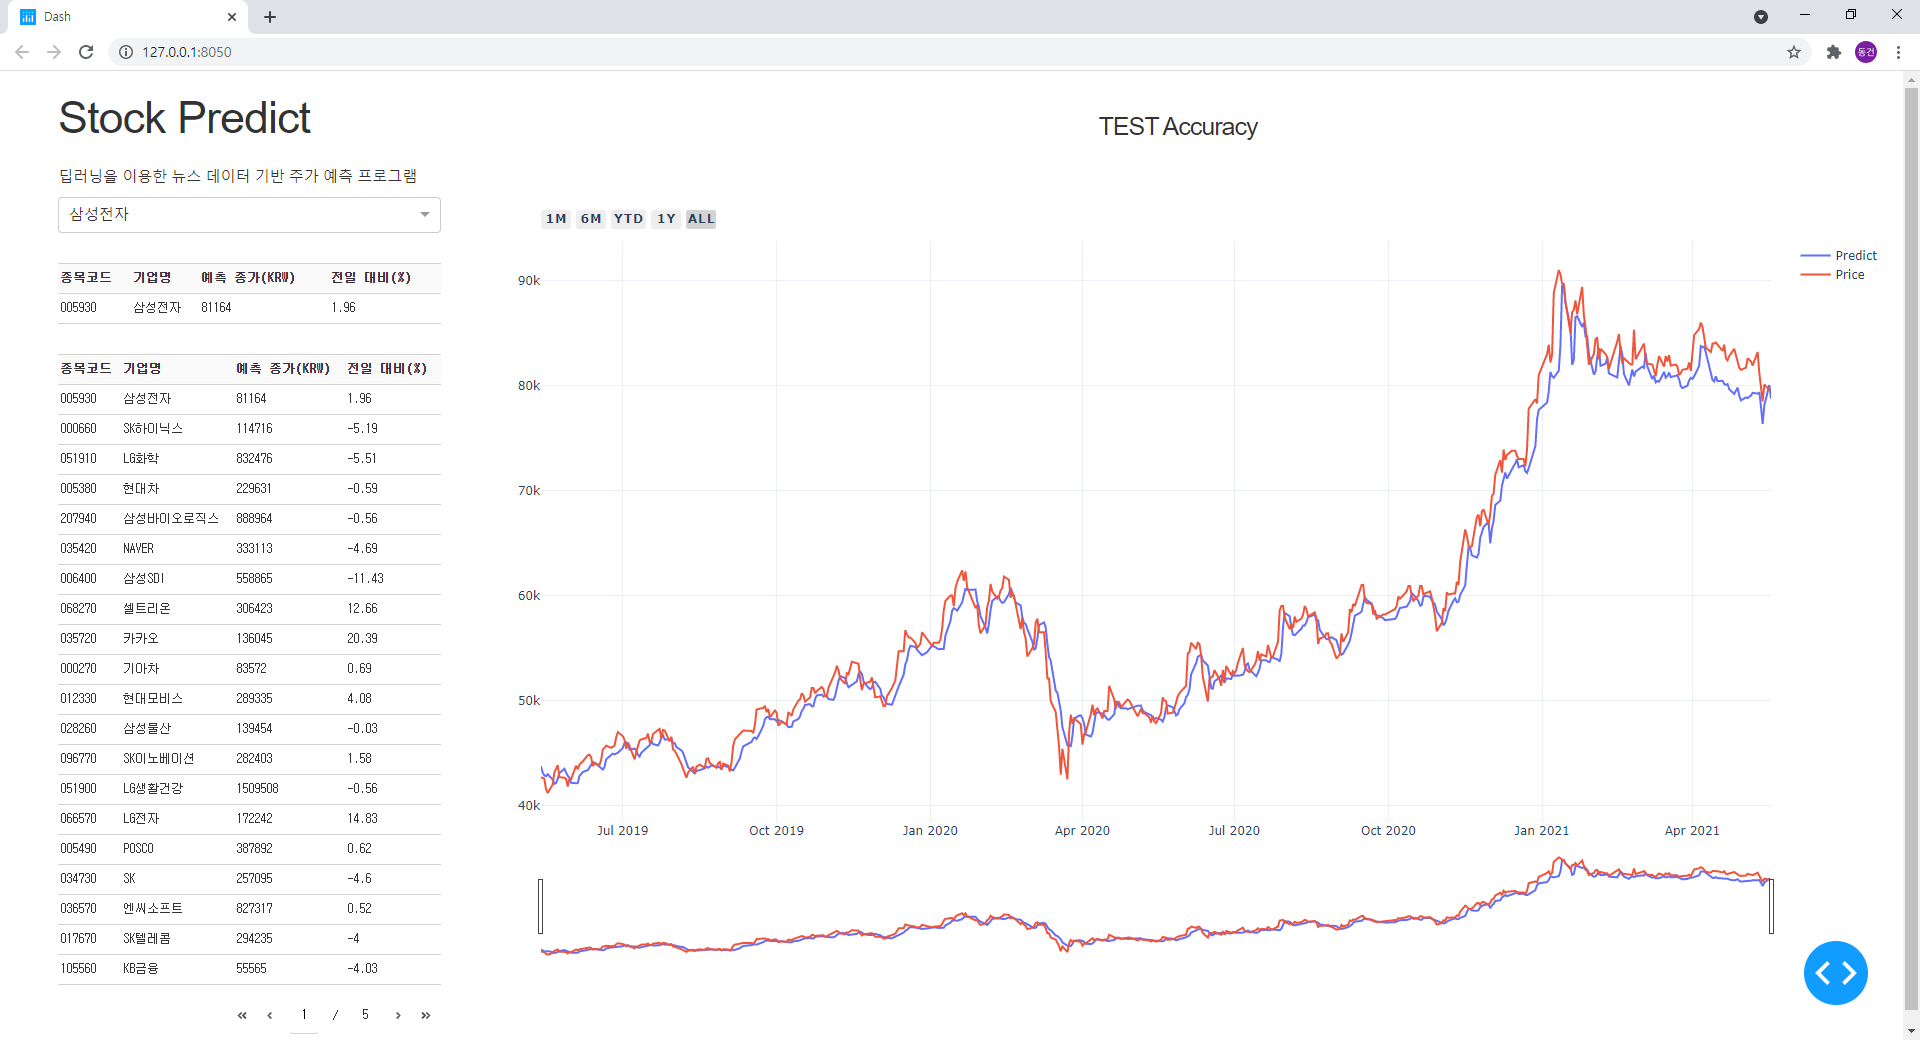 Dash
127.0.0.1:8050
동건
Stock Predict
딥러닝을 이용한 뉴스 데이터 기반 주가 예측 프로그램
삼성전자
종목코드 기업명 예측 종가(KRW) 전일 대비(%)
005930 삼성전자 81164 1.96
종목코드 기업명 예측 종가(KRW) 전일 대비(%)
005930 삼성전자 81164 1.96
000660 SK하이닉스 114716 -5.19
051910 LG화학 832476 -5.51
005380 현대차 229631 -0.59
207940 삼성바이오로직스 888964 -0.56
035420 NAVER 333113 -4.69
006400 삼성SDI 558865 -11.43
068270 셀트리온 306423 12.66
035720 카카오 136045 20.39
000270 기아차 83572 0.69
012330 현대모비스 289335 4.08
028260 삼성물산 139454 -0.03
096770 SK이노베이션 282403 1.58
051900 LG생활건강 1509508 -0.56
066570 LG전자 172242 14.83
005490 POSCO 387892 0.62
034730 SK 257095 -4.6
036570 엔씨소프트 827317 0.52
017670 SK텔레콤 294235 -4
105560 KB금융 55565 -4.03
« ‹ 1 / 5 › »
TEST Accuracy
1M 6M YTD 1Y ALL
Predict
Price
90k
80k
70k
60k
50k
40k
Jul 2019 Oct 2019 Jan 2020 Apr 2020 Jul 2020 Oct 2020 Jan 2021 Apr 2021